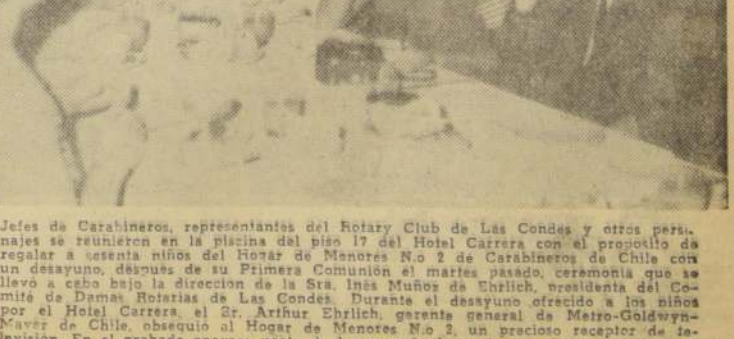 Jefes de Carabineros, representantes del Rotary Club de Las Condes y otros perso-
najes se reunieron en la piscina del piso 17 del Hotel Carrera con el propósito de
regalar a sesenta niños del Hogar de Menores N.o 2 de Carabineros de Chile con
un desayuno, después de su Primera Comunión el martes pasado, ceremonia que se
llevó a cabo bajo la dirección de la Sra. Inés Muñoz de Ehrlich, presidenta del Co-
mité de Damas Rotarias de Las Condes. Durante el desayuno ofrecido a los niños
por el Hotel Carrera, el Sr. Arthur Ehrlich, gerente general de Metro-Goldwyn-
Mayer de Chile, obsequió al Hogar de Menores N.o 2, un precioso receptor de te-
levisión. En el